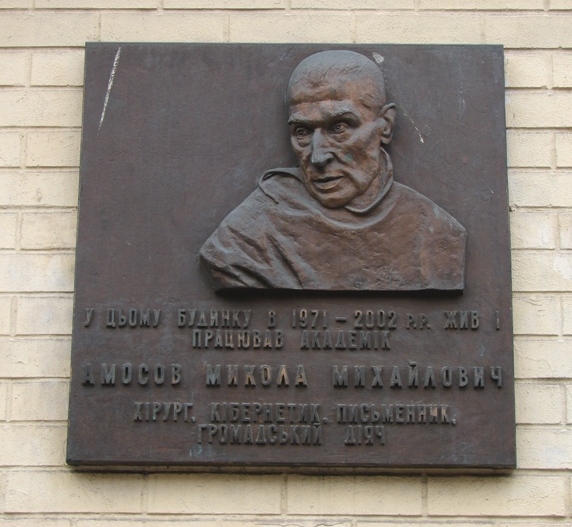 У ЦЬОМУ БУДИНКУ В 1971 – 2002 Р.Р. ЖИВ І
ПРАЦЮВАВ АКАДЕМІК
АМОСОВ МИКОЛА МИХАЙЛОВИЧ
ХІРУРГ, КІБЕРНЕТИК, ПИСЬМЕННИК,
ГРОМАДСЬКИЙ ДІЯЧ